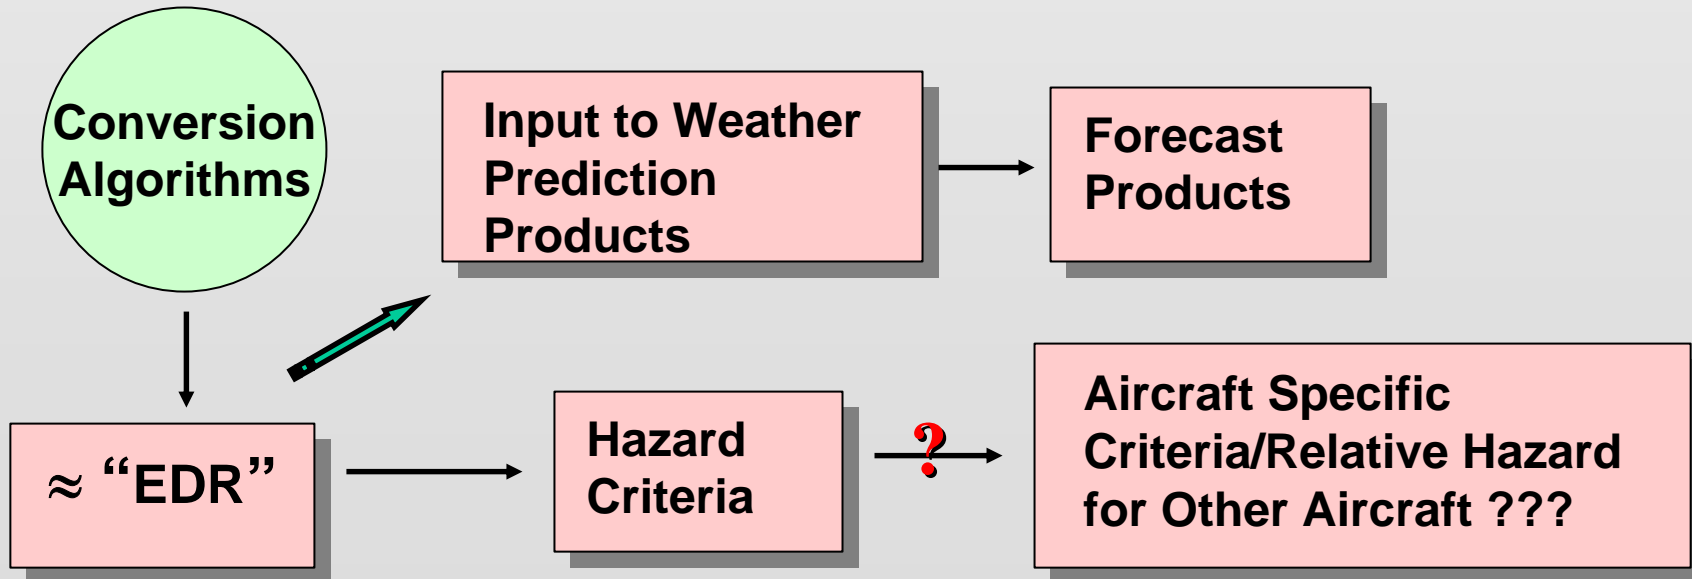 Conversion
Algorithms
Input to Weather
Prediction
Products
Forecast
Products
≈ “EDR”
Hazard
Criteria
?
Aircraft Specific
Criteria/Relative Hazard
for Other Aircraft ???